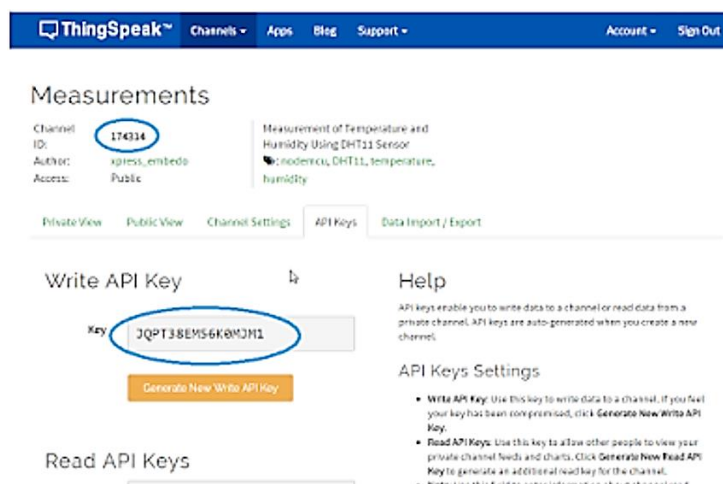 ThingSpeak™ Channels Apps Blog Support Account Sign Out
Measurements
Channel ID: 174314
Author: xpress_embedo
Access: Public
Measurement of Temperature and
Humidity Using DHT11 Sensor
nodemcu, DHT11, temperature,
humidity
Private View Public View Channel Settings API Keys Data Import / Export
Write API Key
Key JQPT38EMS6K0MJM1
Generate New Write API Key
Read API Keys
Help
API keys enable you to write data to a channel or read data from a
private channel. API keys are auto-generated when you create a new
channel.
API Keys Settings
Write API Key: Use this key to write data to a channel. If you feel
your key has been compromised, click Generate New Write API
Key.
Read API Keys: Use this key to allow other people to view your
private channel feeds and charts. Click Generate New Read API
Key to generate an additional read key for the channel.